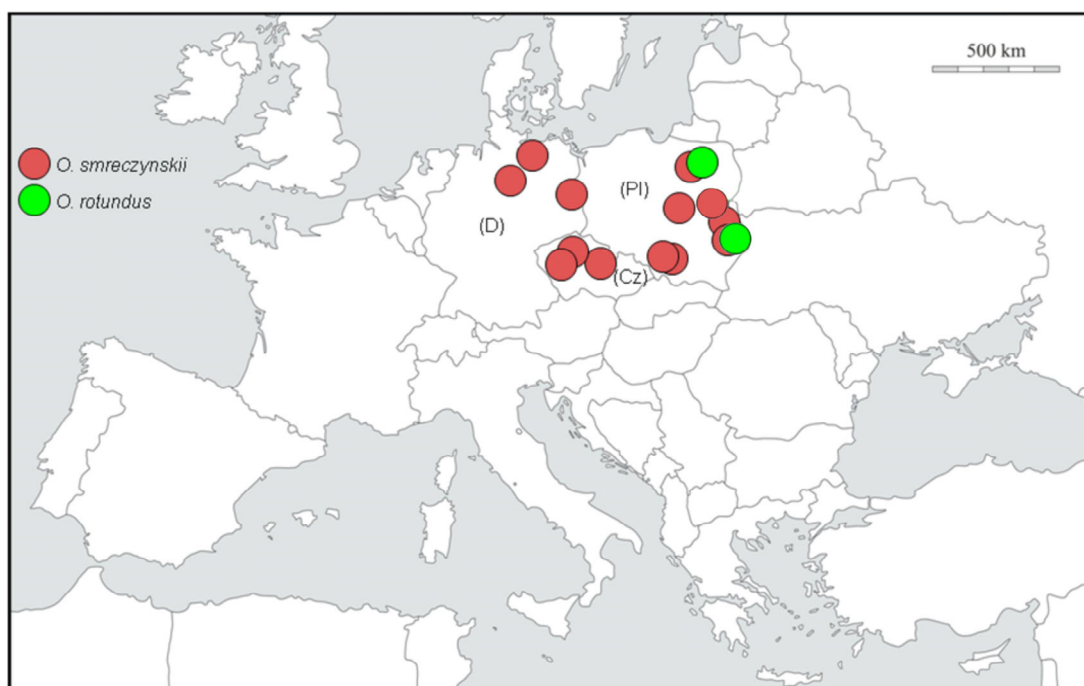 500 km
O. smreczynskii
O. rotundus
(Pl)
(D)
(Cz)